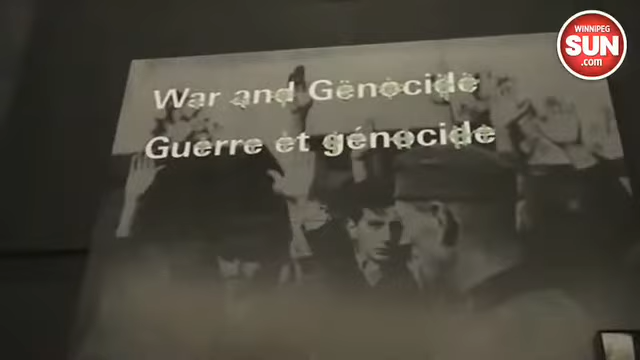 WINNIPEG
SUN
.com
War and Genocide
Guerre et génocide